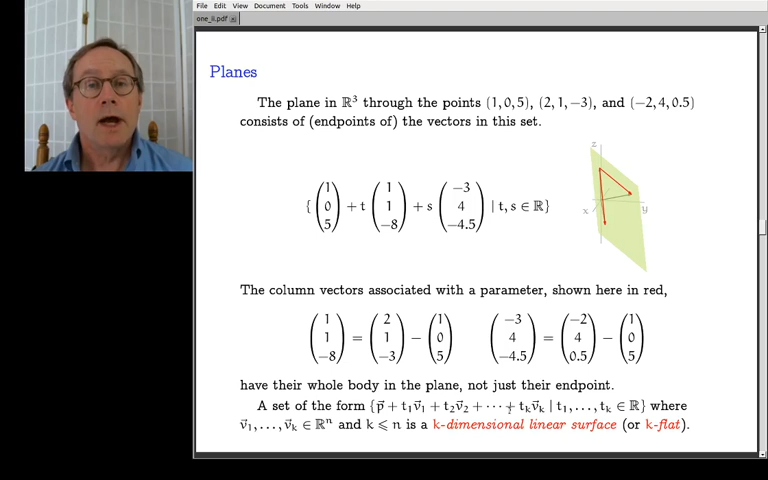 File Edit View Document Tools Window Help
one_ii.pdf
Planes
The plane in ℝ³ through the points (1, 0, 5), (2, 1, −3), and (−2, 4, 0.5)
consists of (endpoints of) the vectors in this set.
{ (1 0 5) + t (1 1 −8) + s (−3 4 −4.5) | t, s ∈ ℝ}
z
x
y
The column vectors associated with a parameter, shown here in red,
(1 1 −8) = (2 1 −3) − (1 0 5) (−3 4 −4.5) = (−2 4 0.5) − (1 0 5)
have their whole body in the plane, not just their endpoint.
A set of the form {p⃗ + t₁v⃗₁ + t₂v⃗₂ + ⋯ + tₖv⃗ₖ | t₁, …, tₖ ∈ ℝ} where
v⃗₁, …, v⃗ₖ ∈ ℝⁿ and k ⩽ n is a k-dimensional linear surface (or k-flat).